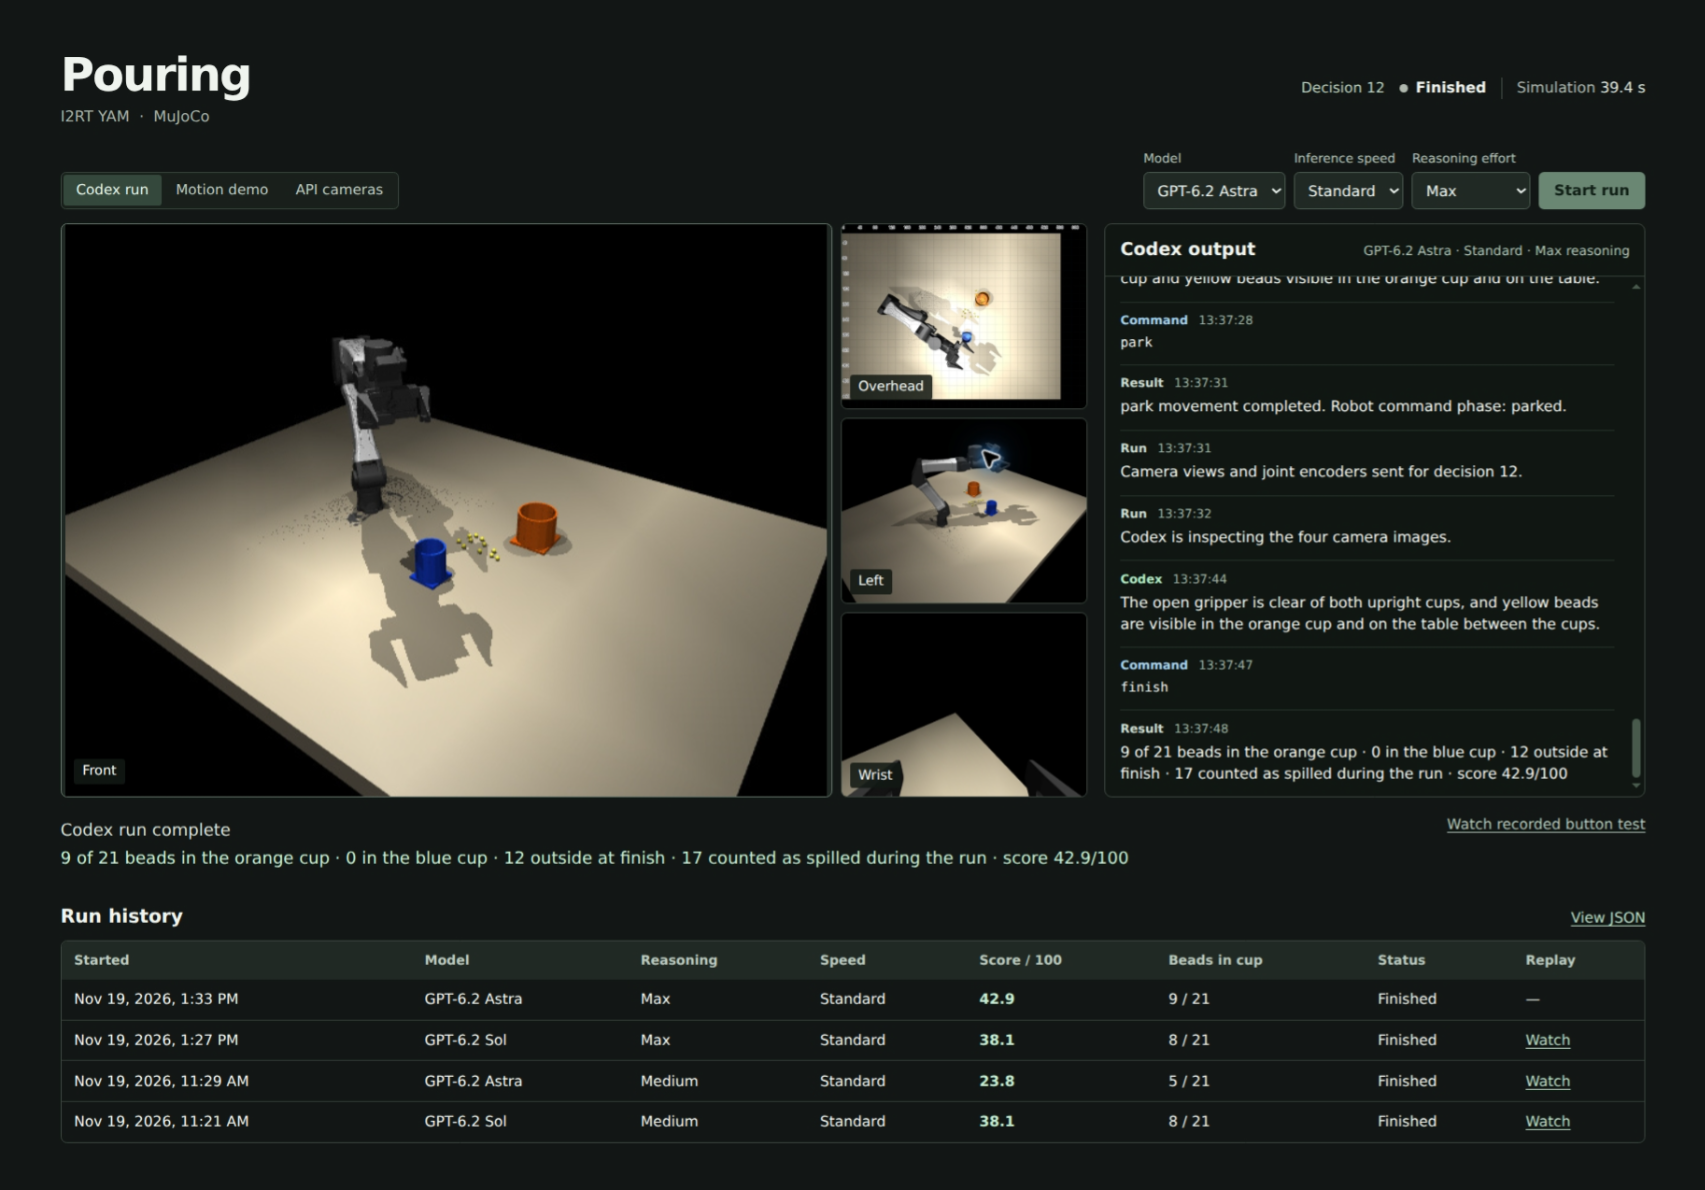 Pouring
I2RT YAM · MuJoCo
Decision 12 ● Finished Simulation 39.4 s
Codex run Motion demo API cameras
Model Inference speed Reasoning effort
GPT-6.2 Astra Standard Max Start run
Front
Overhead
Left
Wrist
Codex output GPT-6.2 Astra · Standard · Max reasoning
cup and yellow beads visible in the orange cup and on the table.
Command 13:37:28
park
Result 13:37:31
park movement completed. Robot command phase: parked.
Run 13:37:31
Camera views and joint encoders sent for decision 12.
Run 13:37:32
Codex is inspecting the four camera images.
Codex 13:37:44
The open gripper is clear of both upright cups, and yellow beads
are visible in the orange cup and on the table between the cups.
Command 13:37:47
finish
Result 13:37:48
9 of 21 beads in the orange cup · 0 in the blue cup · 12 outside at
finish · 17 counted as spilled during the run · score 42.9/100
Codex run complete
Watch recorded button test
9 of 21 beads in the orange cup · 0 in the blue cup · 12 outside at finish · 17 counted as spilled during the run · score 42.9/100
Run history
View JSON
Started Model Reasoning Speed Score / 100 Beads in cup Status Replay
Nov 19, 2026, 1:33 PM GPT-6.2 Astra Max Standard 42.9 9 / 21 Finished —
Nov 19, 2026, 1:27 PM GPT-6.2 Sol Max Standard 38.1 8 / 21 Finished Watch
Nov 19, 2026, 11:29 AM GPT-6.2 Astra Medium Standard 23.8 5 / 21 Finished Watch
Nov 19, 2026, 11:21 AM GPT-6.2 Sol Medium Standard 38.1 8 / 21 Finished Watch